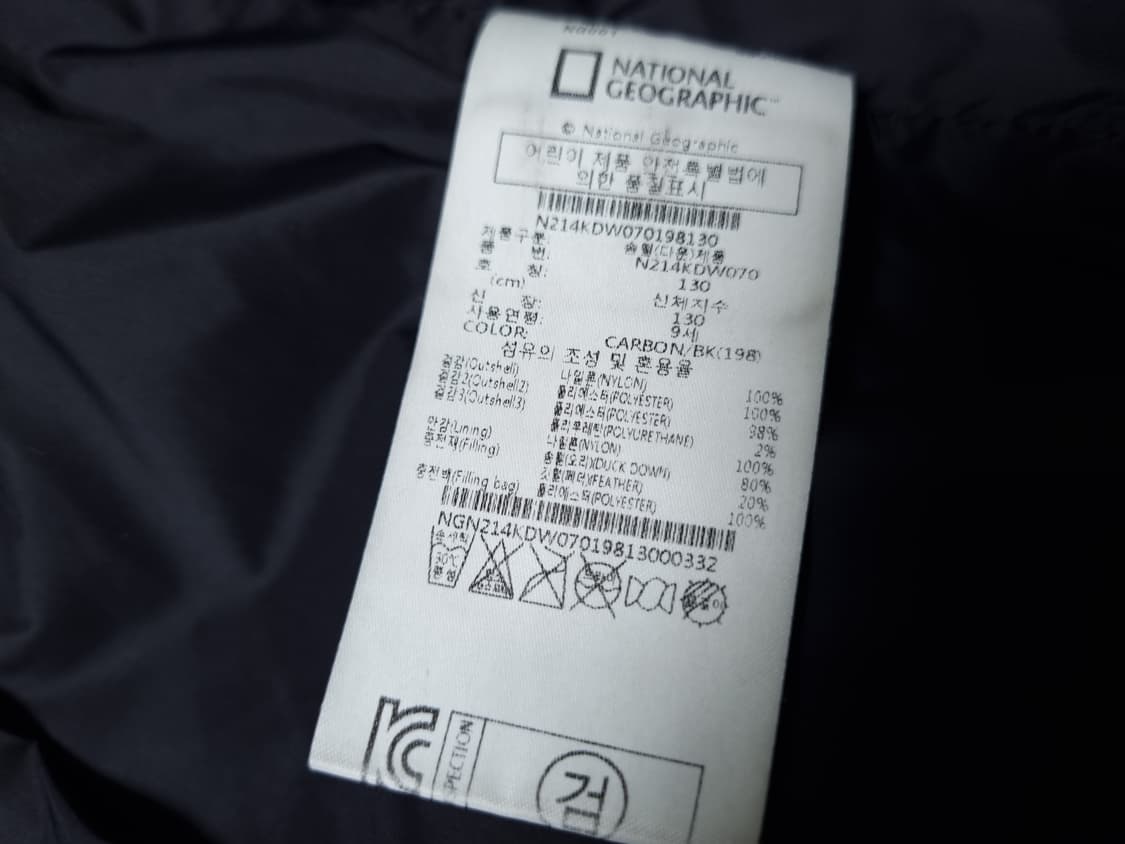 NATIONAL
GEOGRAPHIC™
© National Geographic
어린이 제품 안전특별법에
의한 품질표시
N214KDW070198130
제품구분: 솜털(다운)제품
품 번: N214KDW070
호 칭: 130
(cm) 신체지수
신 장: 130
사용연령: 9세
COLOR: CARBON/BK(198)
섬유의 조성 및 혼용율
겉감(Outshell) 나일론(NYLON) 100%
겉감2(Outshell2) 폴리에스터(POLYESTER) 100%
겉감3(Outshell3) 폴리에스터(POLYESTER) 98%
폴리우레탄(POLYURETHANE) 2%
안감(Lining) 나일론(NYLON) 100%
충전재(Filling) 솜털(오리)(DUCK DOWN) 80%
깃털(페더)(FEATHER) 20%
충전백(Filling bag) 폴리에스터(POLYESTER) 100%
NGN214KDW07019813000332
손세탁
30℃
중성
KC
PECTION
검